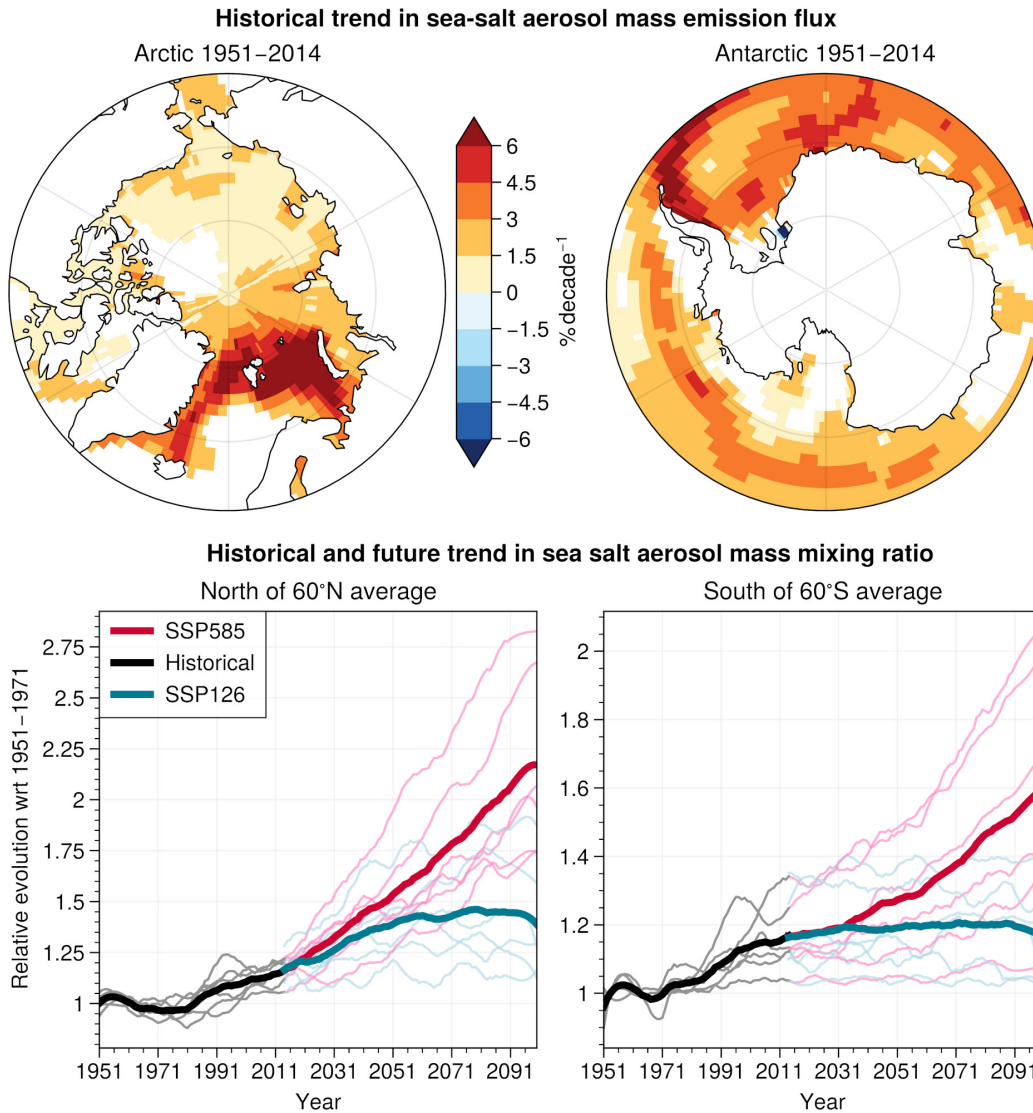 Historical trend in sea-salt aerosol mass emission flux
Arctic 1951−2014
Antarctic 1951−2014
6
4.5
3
1.5
0
−1.5
−3
−4.5
−6
% decade⁻¹
Historical and future trend in sea salt aerosol mass mixing ratio
North of 60°N average
South of 60°S average
SSP585
Historical
SSP126
Relative evolution wrt 1951−1971
2.75
2.5
2.25
2
1.75
1.5
1.25
1
1951 1971 1991 2011 2031 2051 2071 2091
Year
2
1.8
1.6
1.4
1.2
1
1951 1971 1991 2011 2031 2051 2071 2091
Year